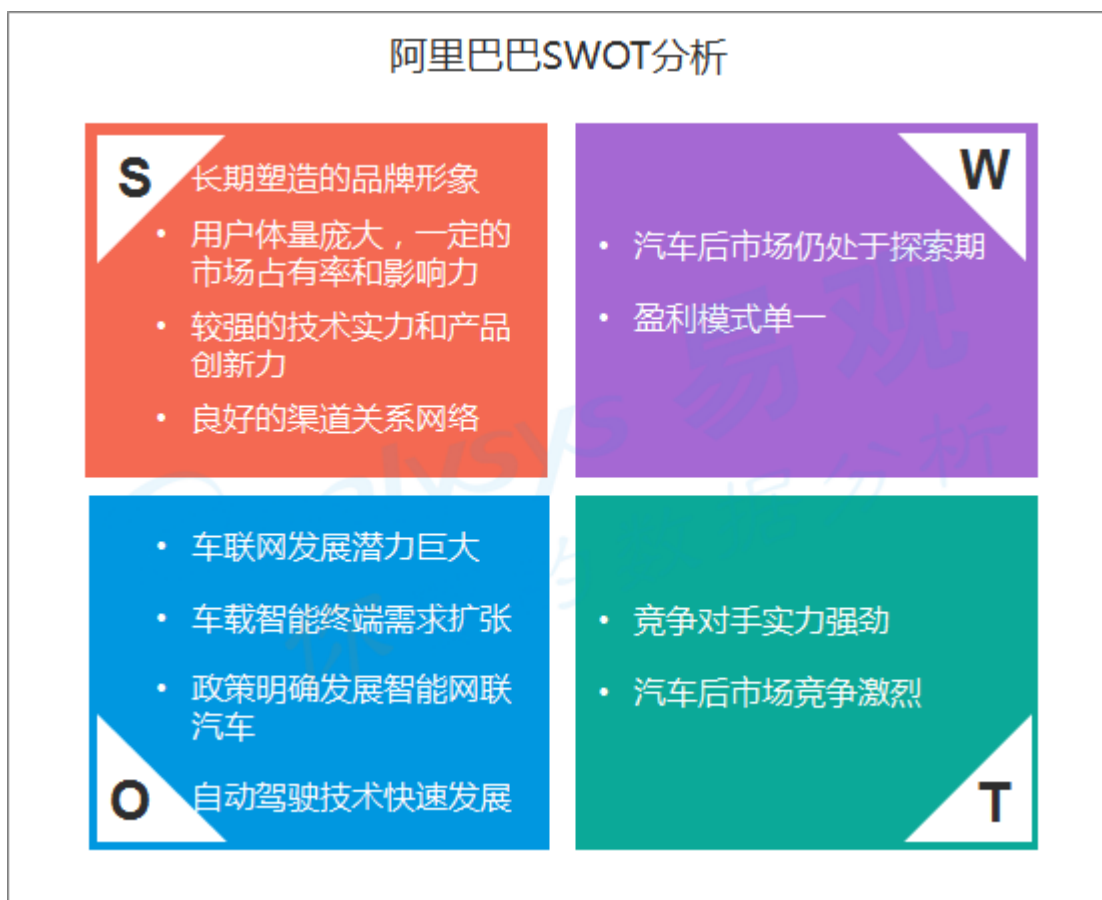 阿里巴巴SWOT分析
S
长期塑造的品牌形象
• 用户体量庞大，一定的
市场占有率和影响力
• 较强的技术实力和产品
创新力
• 良好的渠道关系网络
W
• 汽车后市场仍处于探索期
• 盈利模式单一
• 车联网发展潜力巨大
• 车载智能终端需求扩张
• 政策明确发展智能网联
汽车
自动驾驶技术快速发展
O
• 竞争对手实力强劲
• 汽车后市场竞争激烈
T
易观
数据分析